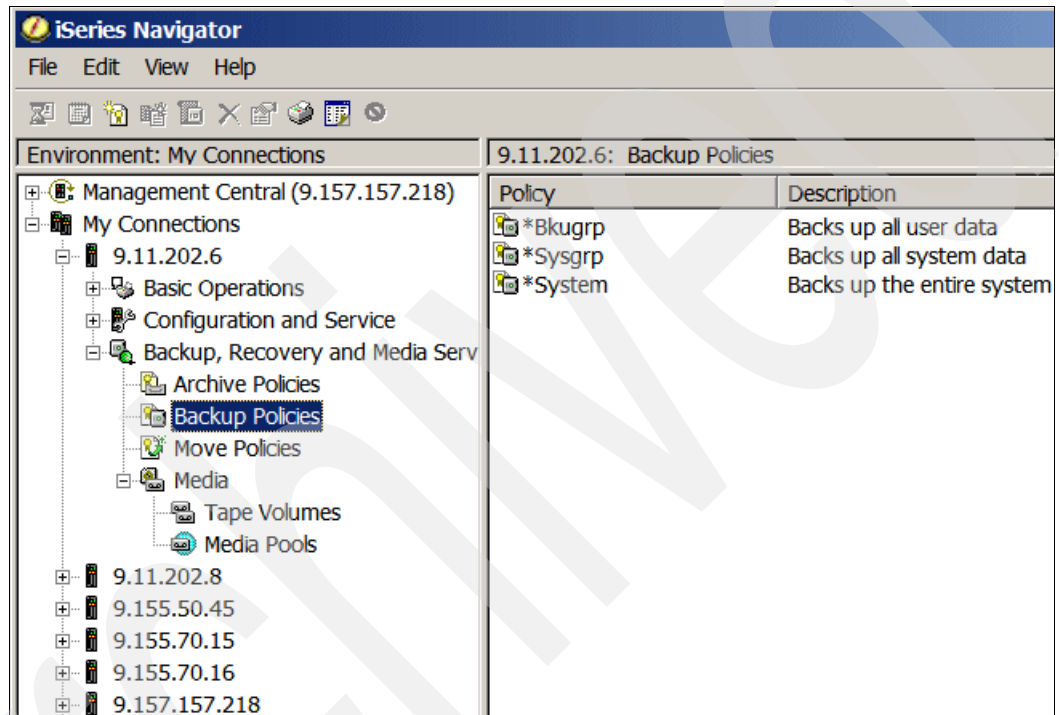 iSeries Navigator
File Edit View Help
Environment: My Connections
9.11.202.6: Backup Policies
Management Central (9.157.157.218)
My Connections
9.11.202.6
Basic Operations
Configuration and Service
Backup, Recovery and Media Serv
Archive Policies
Backup Policies
Move Policies
Media
Tape Volumes
Media Pools
9.11.202.8
9.155.50.45
9.155.70.15
9.155.70.16
9.157.157.218
Policy Description
*Bkugrp Backs up all user data
*Sysgrp Backs up all system data
*System Backs up the entire system